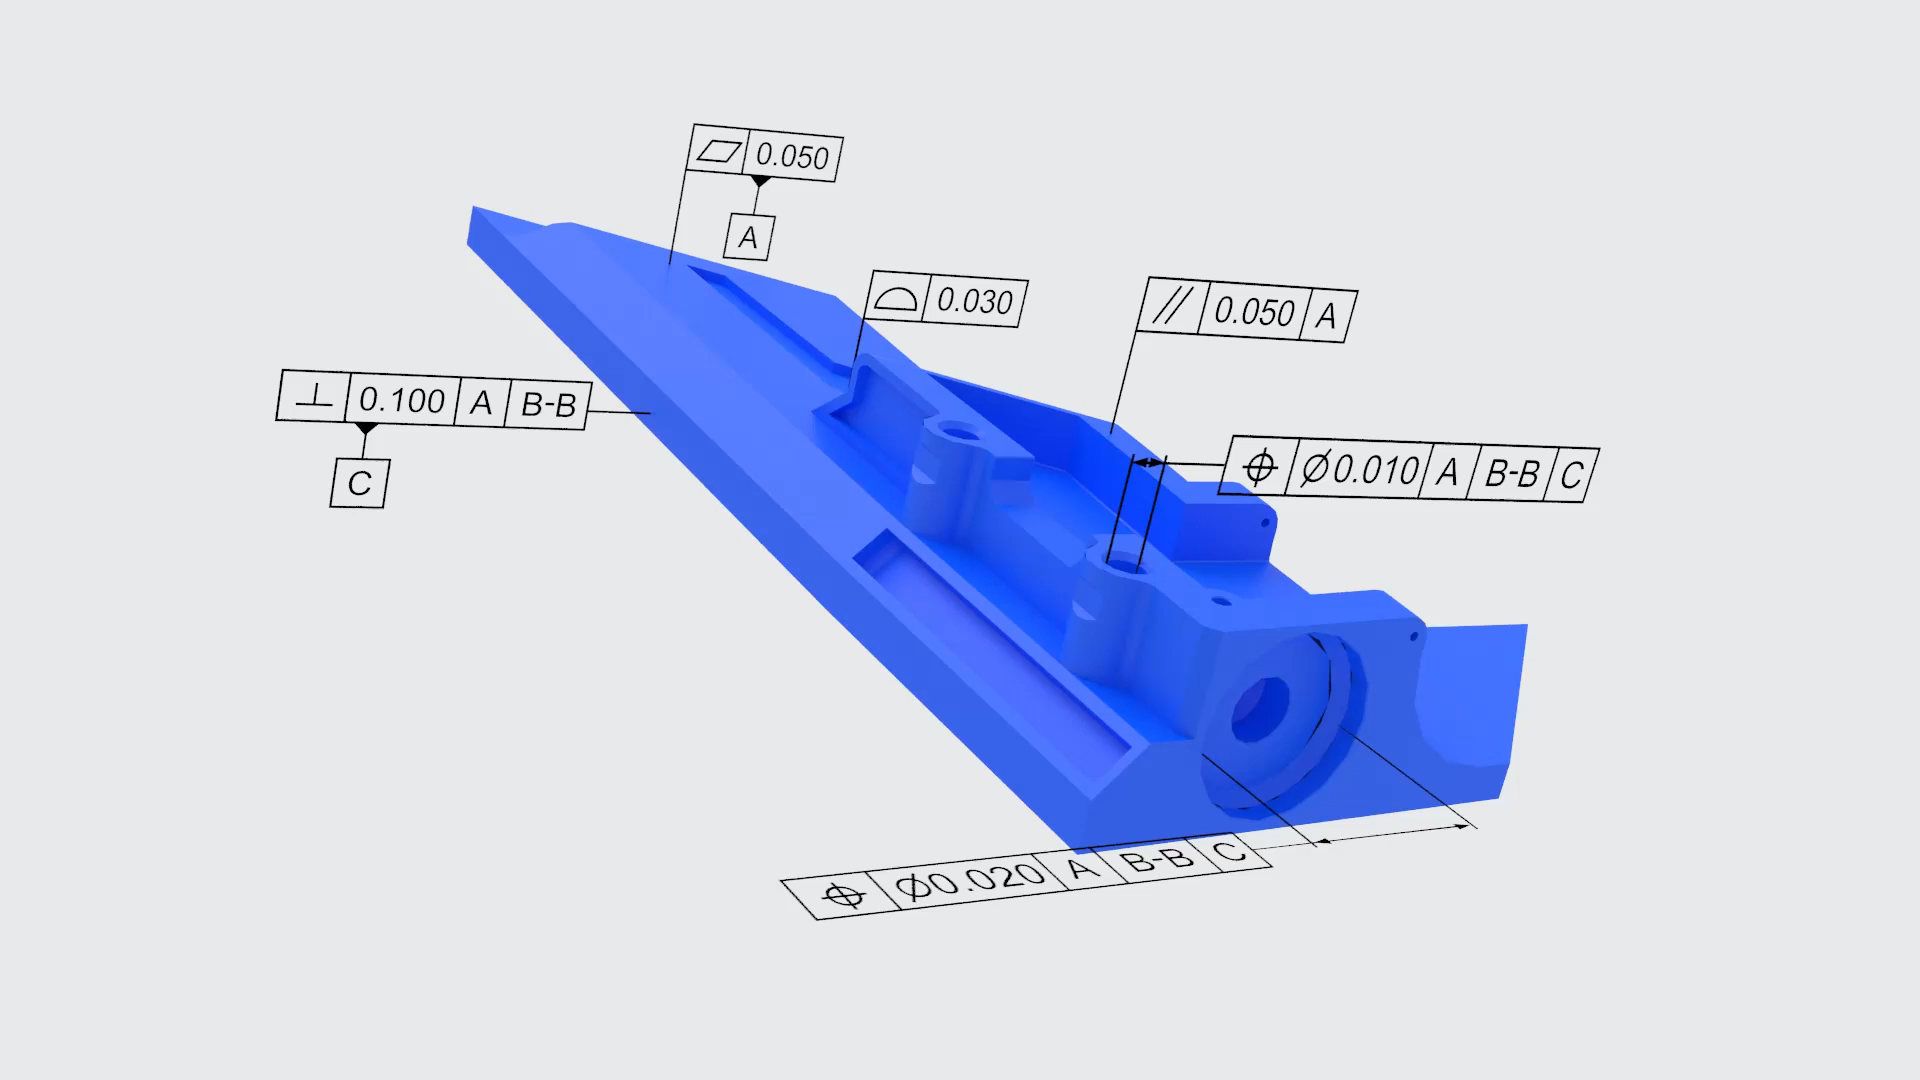 ⏥ 0.050
A
⌓ 0.030
⫽ 0.050 A
⟂ 0.100 A B-B
C
⌖ Ø0.010 A B-B C
⌖ Ø0.020 A B-B C